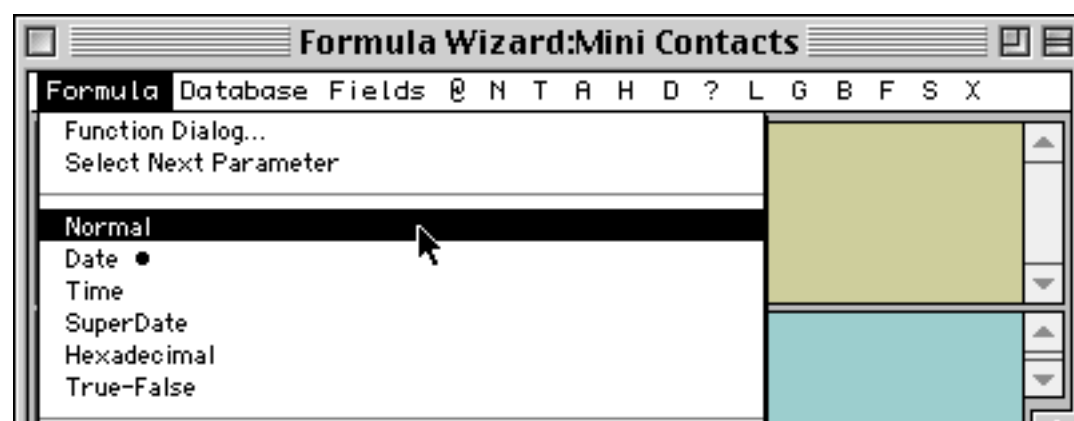 Formula Wizard:Mini Contacts
Formula Database Fields @ N T A H D ? L G B F S X
Function Dialog...
Select Next Parameter
Normal
Date ●
Time
SuperDate
Hexadecimal
True-False